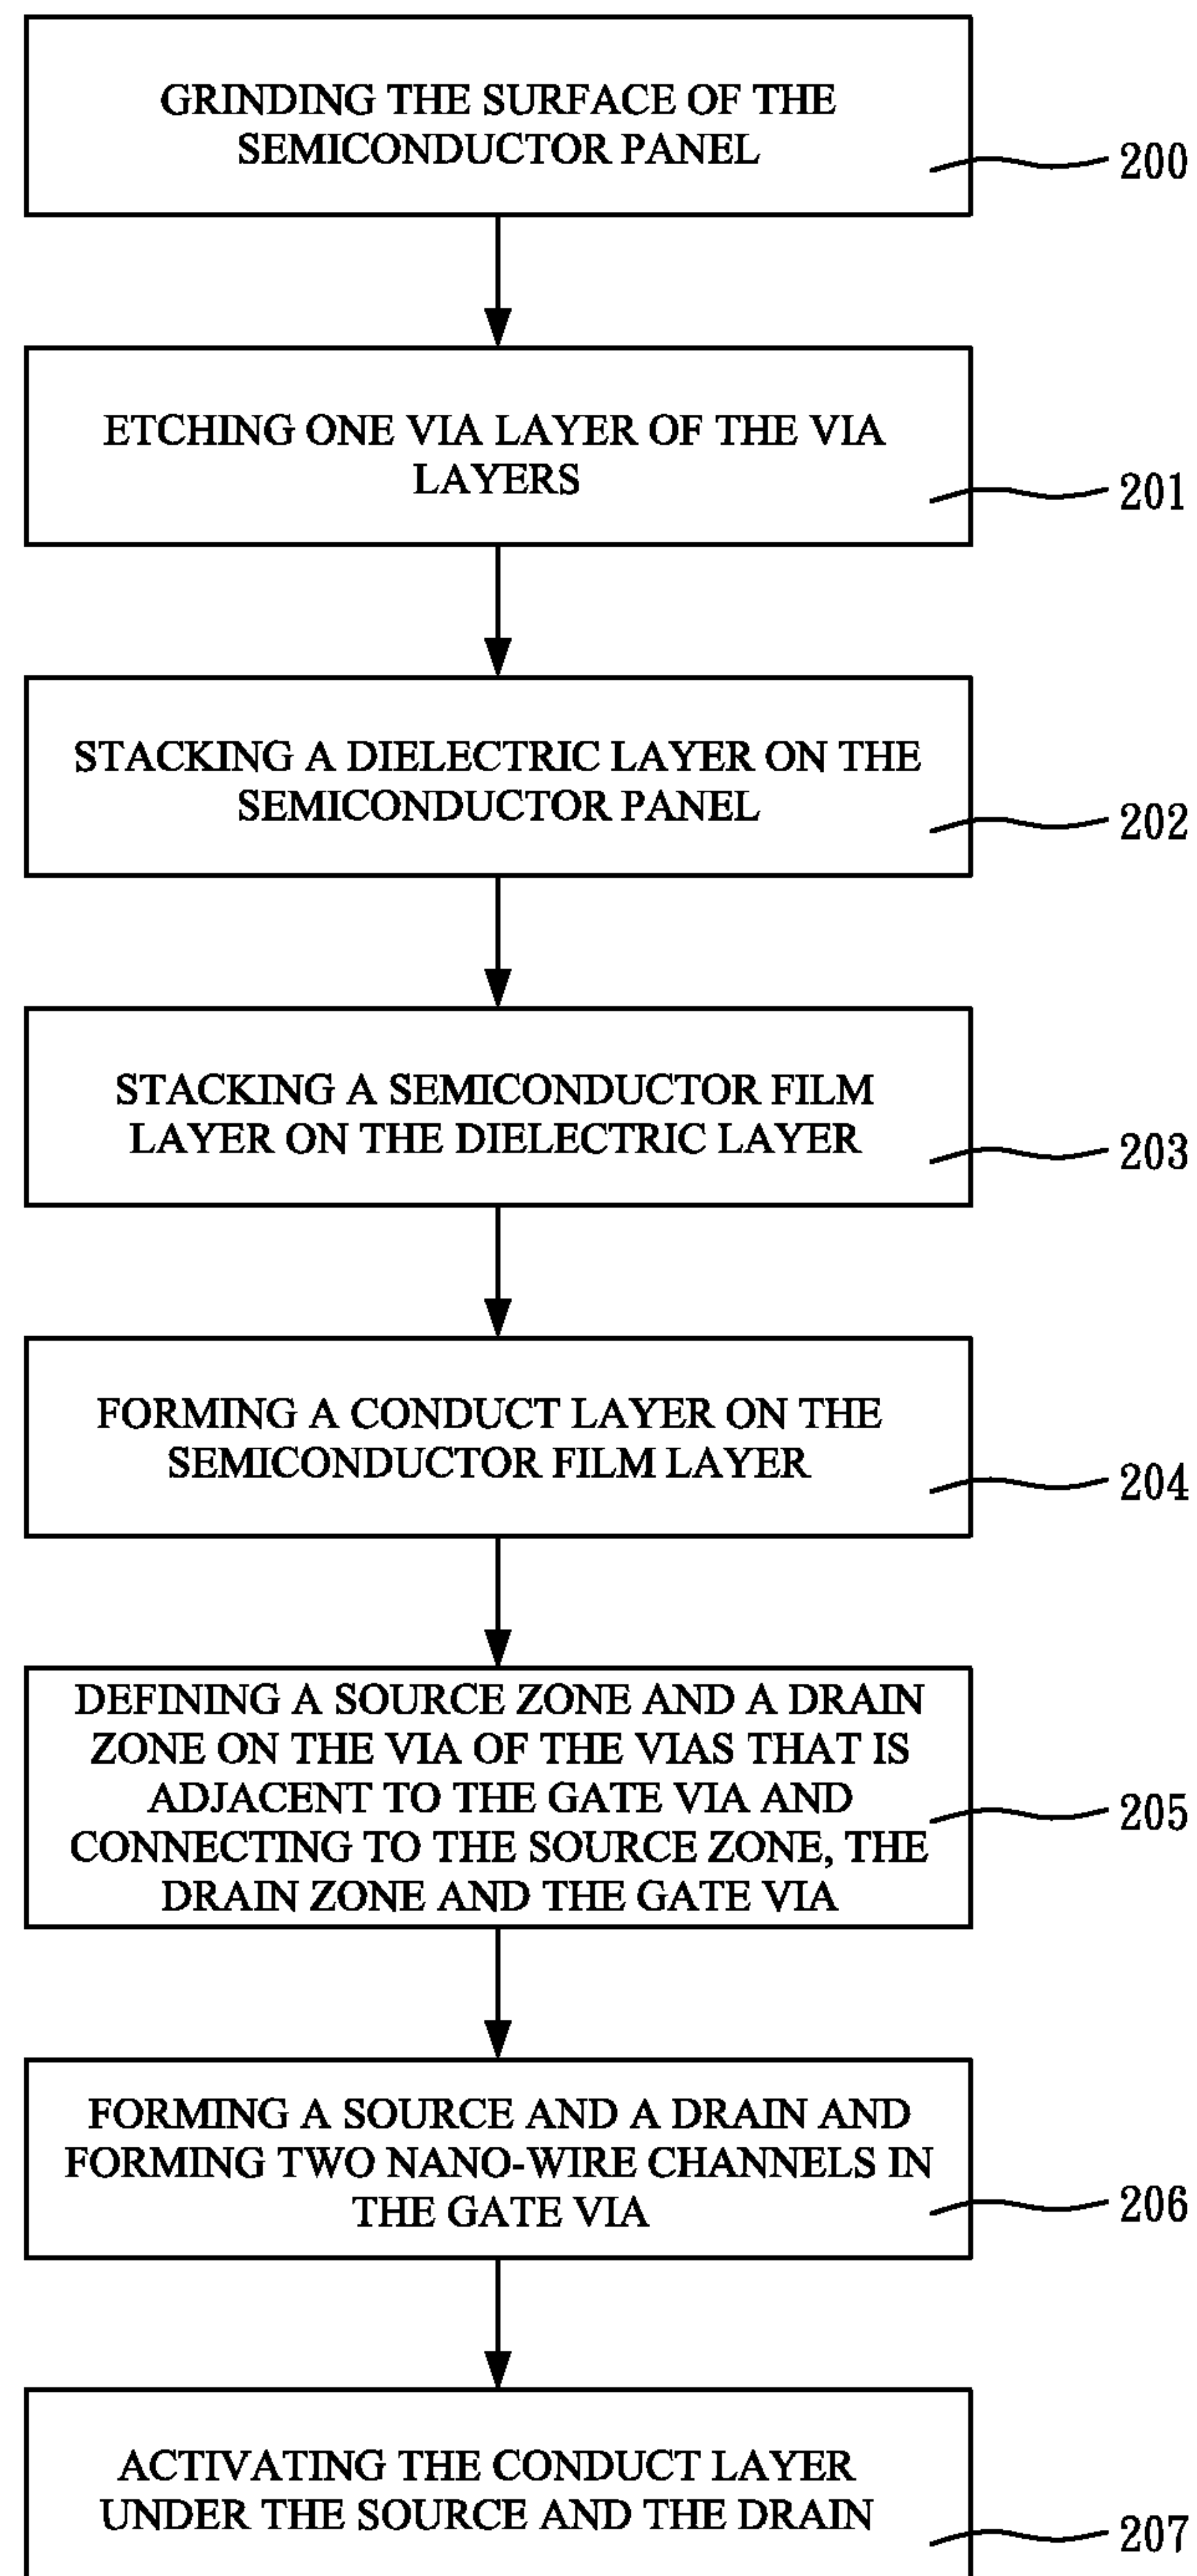 GRINDING THE SURFACE OF THE
SEMICONDUCTOR PANEL
200
ETCHING ONE VIA LAYER OF THE VIA
LAYERS
201
STACKING A DIELECTRIC LAYER ON THE
SEMICONDUCTOR PANEL
202
STACKING A SEMICONDUCTOR FILM
LAYER ON THE DIELECTRIC LAYER
203
FORMING A CONDUCT LAYER ON THE
SEMICONDUCTOR FILM LAYER
204
DEFINING A SOURCE ZONE AND A DRAIN
ZONE ON THE VIA OF THE VIAS THAT IS
ADJACENT TO THE GATE VIA AND
CONNECTING TO THE SOURCE ZONE, THE
DRAIN ZONE AND THE GATE VIA
205
FORMING A SOURCE AND A DRAIN AND
FORMING TWO NANO-WIRE CHANNELS IN
THE GATE VIA
206
ACTIVATING THE CONDUCT LAYER
UNDER THE SOURCE AND THE DRAIN
207